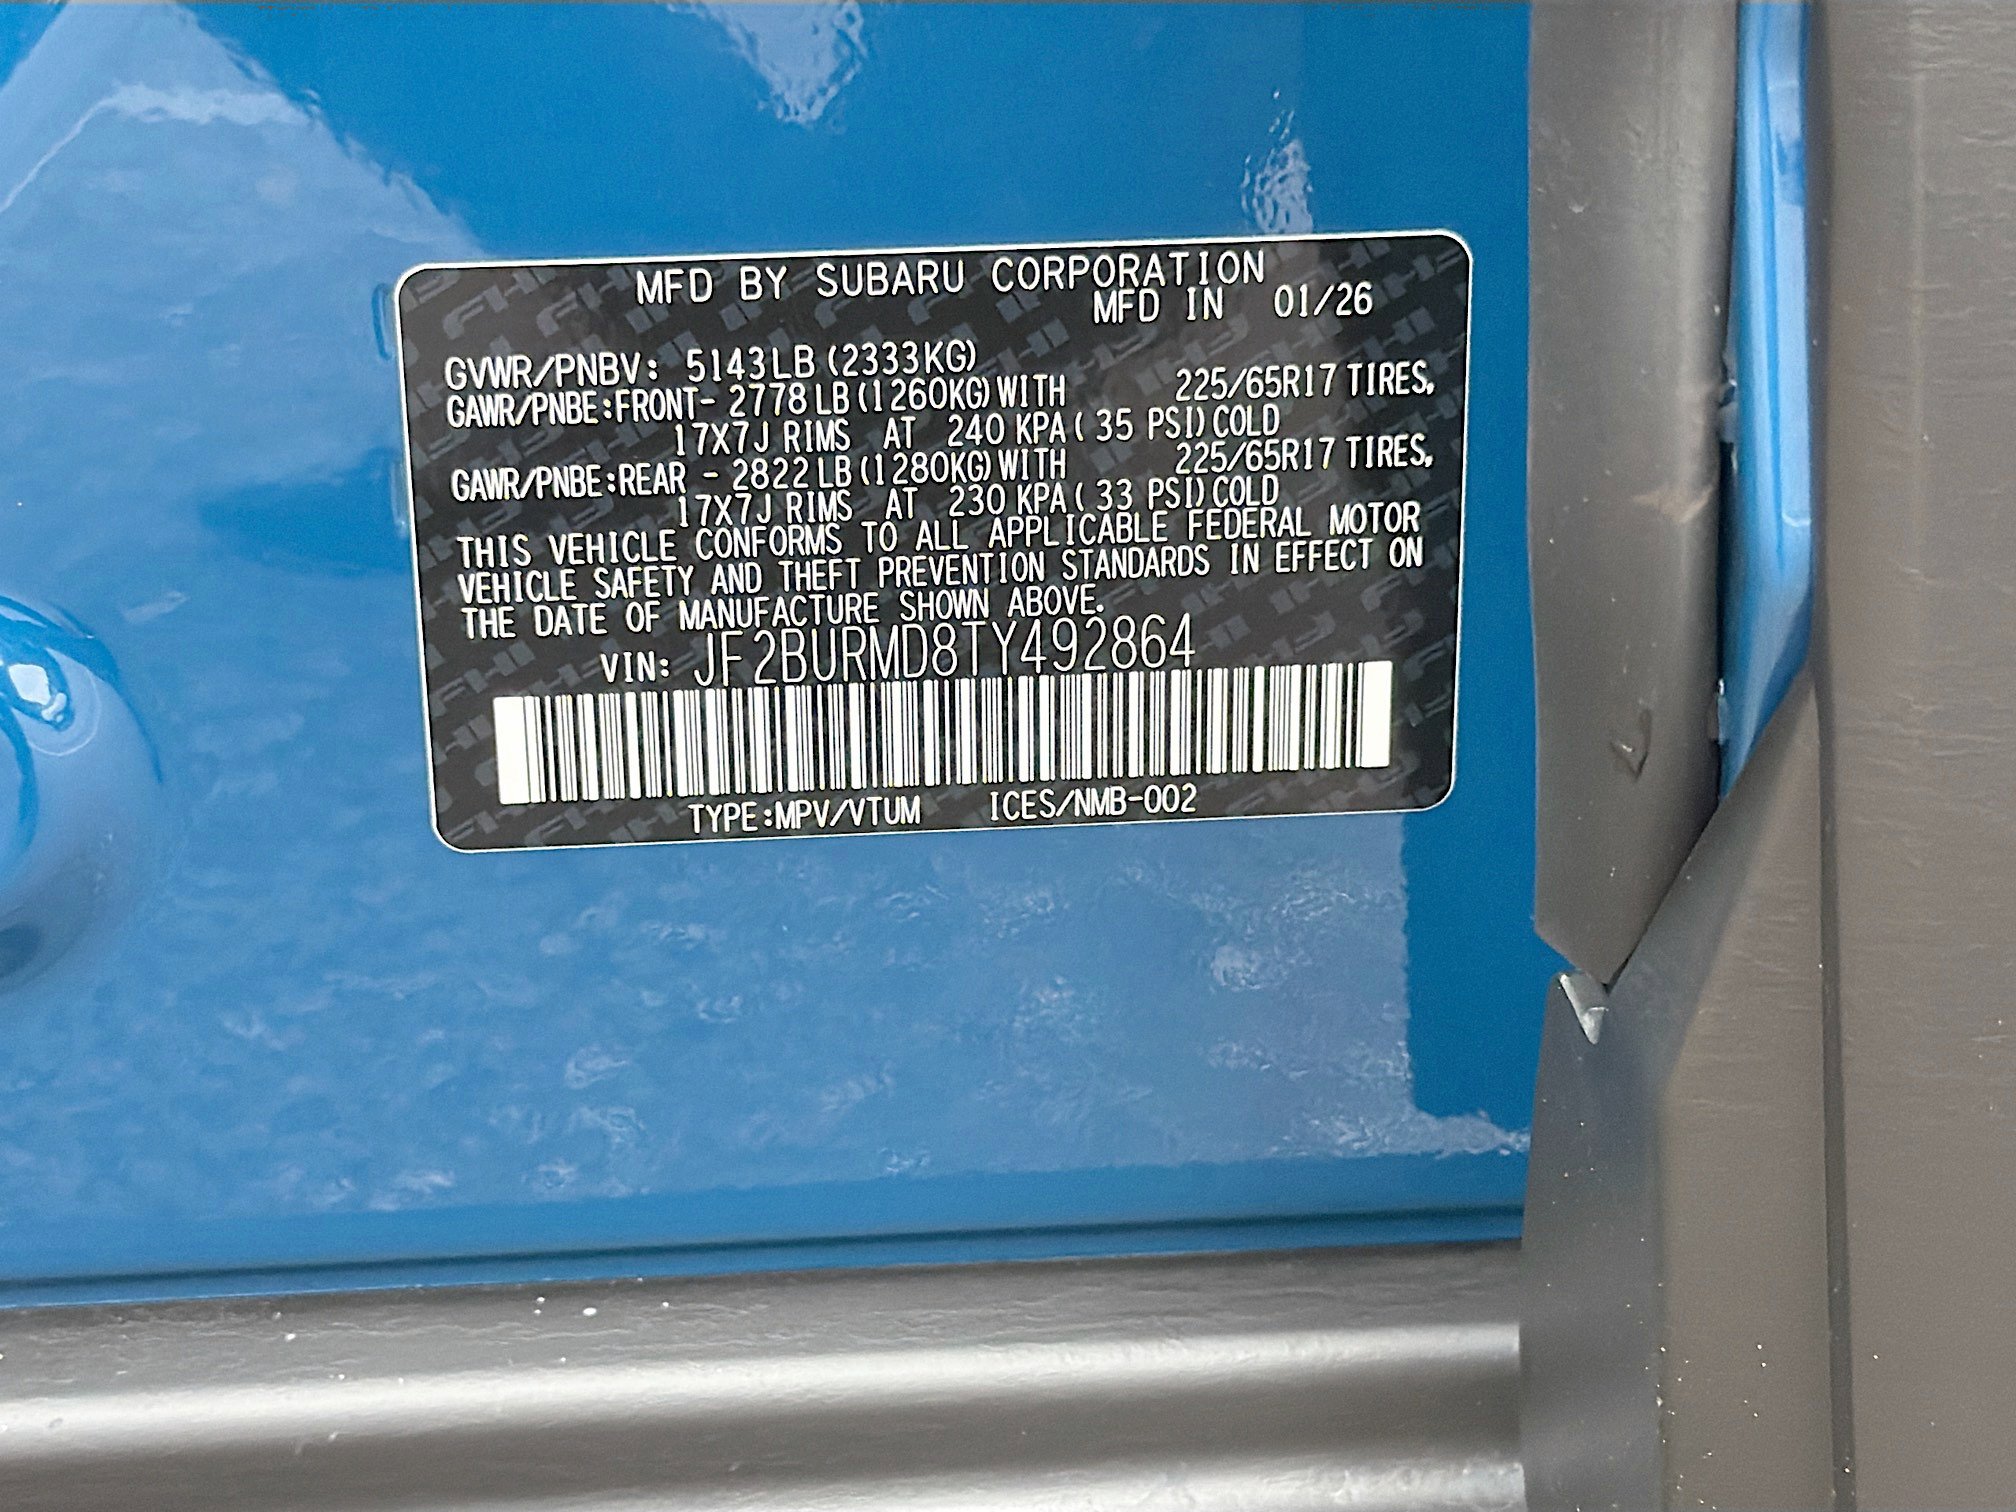 MFD BY SUBARU CORPORATION
MFD IN 01/26
GVWR/PNBV: 5143LB (2333KG)
GAWR/PNBE:FRONT- 2778 LB (1260KG) WITH 225/65R17 TIRES,
17X7J RIMS AT 240 KPA ( 35 PSI) COLD
GAWR/PNBE:REAR - 2822 LB (1280KG) WITH 225/65R17 TIRES,
17X7J RIMS AT 230 KPA ( 33 PSI) COLD
THIS VEHICLE CONFORMS TO ALL APPLICABLE FEDERAL MOTOR
VEHICLE SAFETY AND THEFT PREVENTION STANDARDS IN EFFECT ON
THE DATE OF MANUFACTURE SHOWN ABOVE.
VIN: JF2BURMD8TY492864
TYPE:MPV/VTUM ICES/NMB-002